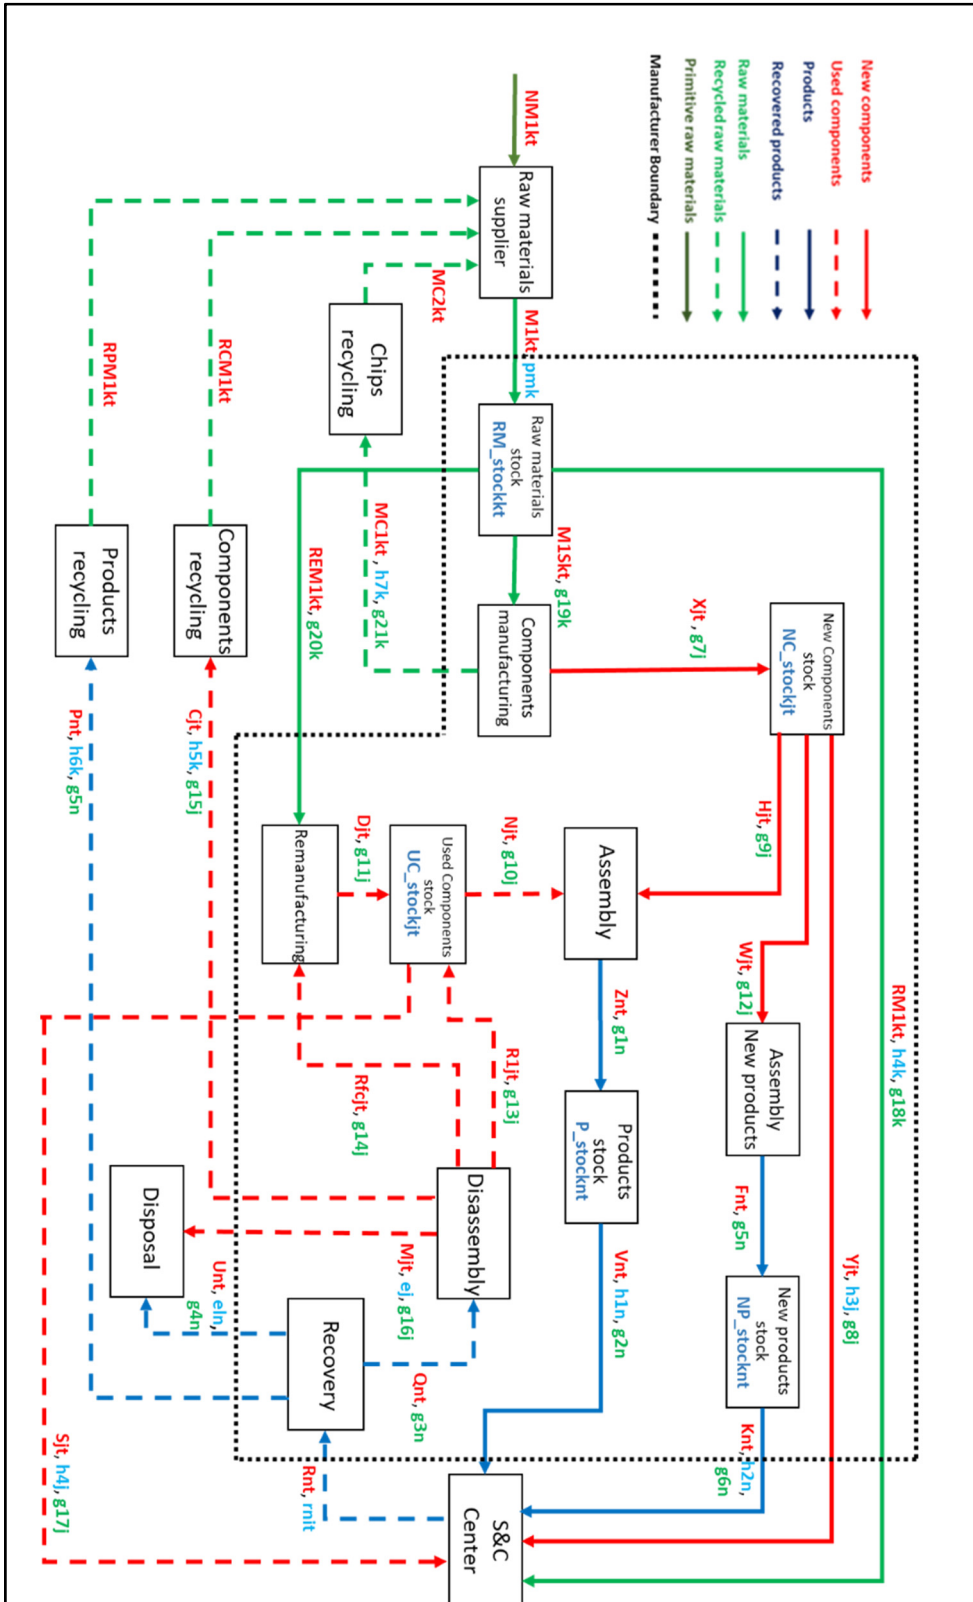 New components
Used components
Products
Recovered products
Raw materials
Recycled raw materials
Primitive raw materials
Manufacturer Boundary
RM1kt, h4k, g18k
Yjt, h3j, g8j
New Components
stock
NC_stockjt
Wjt, g12j
Assembly
New products
Fnt, g5n
New products
stock
NP_stocknt
Knt, h2n,
g6n
Xjt , g7j
Hjt, g9j
Assembly
Znt, g1n
Products
stock
P_stocknt
Vnt, h1n, g2n
NM1kt
Raw materials
supplier
M1kt, pmk
Raw materials
stock
RM_stockkt
M1Skt, g19k
Components
manufacturing
Njt, g10j
R1jt, g13j
Disassembly
S&C
Center
MC2kt
Chips
recycling
MC1kt , h7k, g21k
Used Components
stock
UC_stockjt
Djt, g11j
Rfcjt, g14j
Mjt, ej, g16j
Qnt, g3n
REM1kt, g20k
Remanufacturing
Recovery
Rnt, rnit
RCM1kt
Components
recycling
Cjt, h5k, g15j
Unt, eln,
g4n
Disposal
RPM1kt
Products
recycling
Pnt, h6k, g5n
Sjt, h4j, g17j